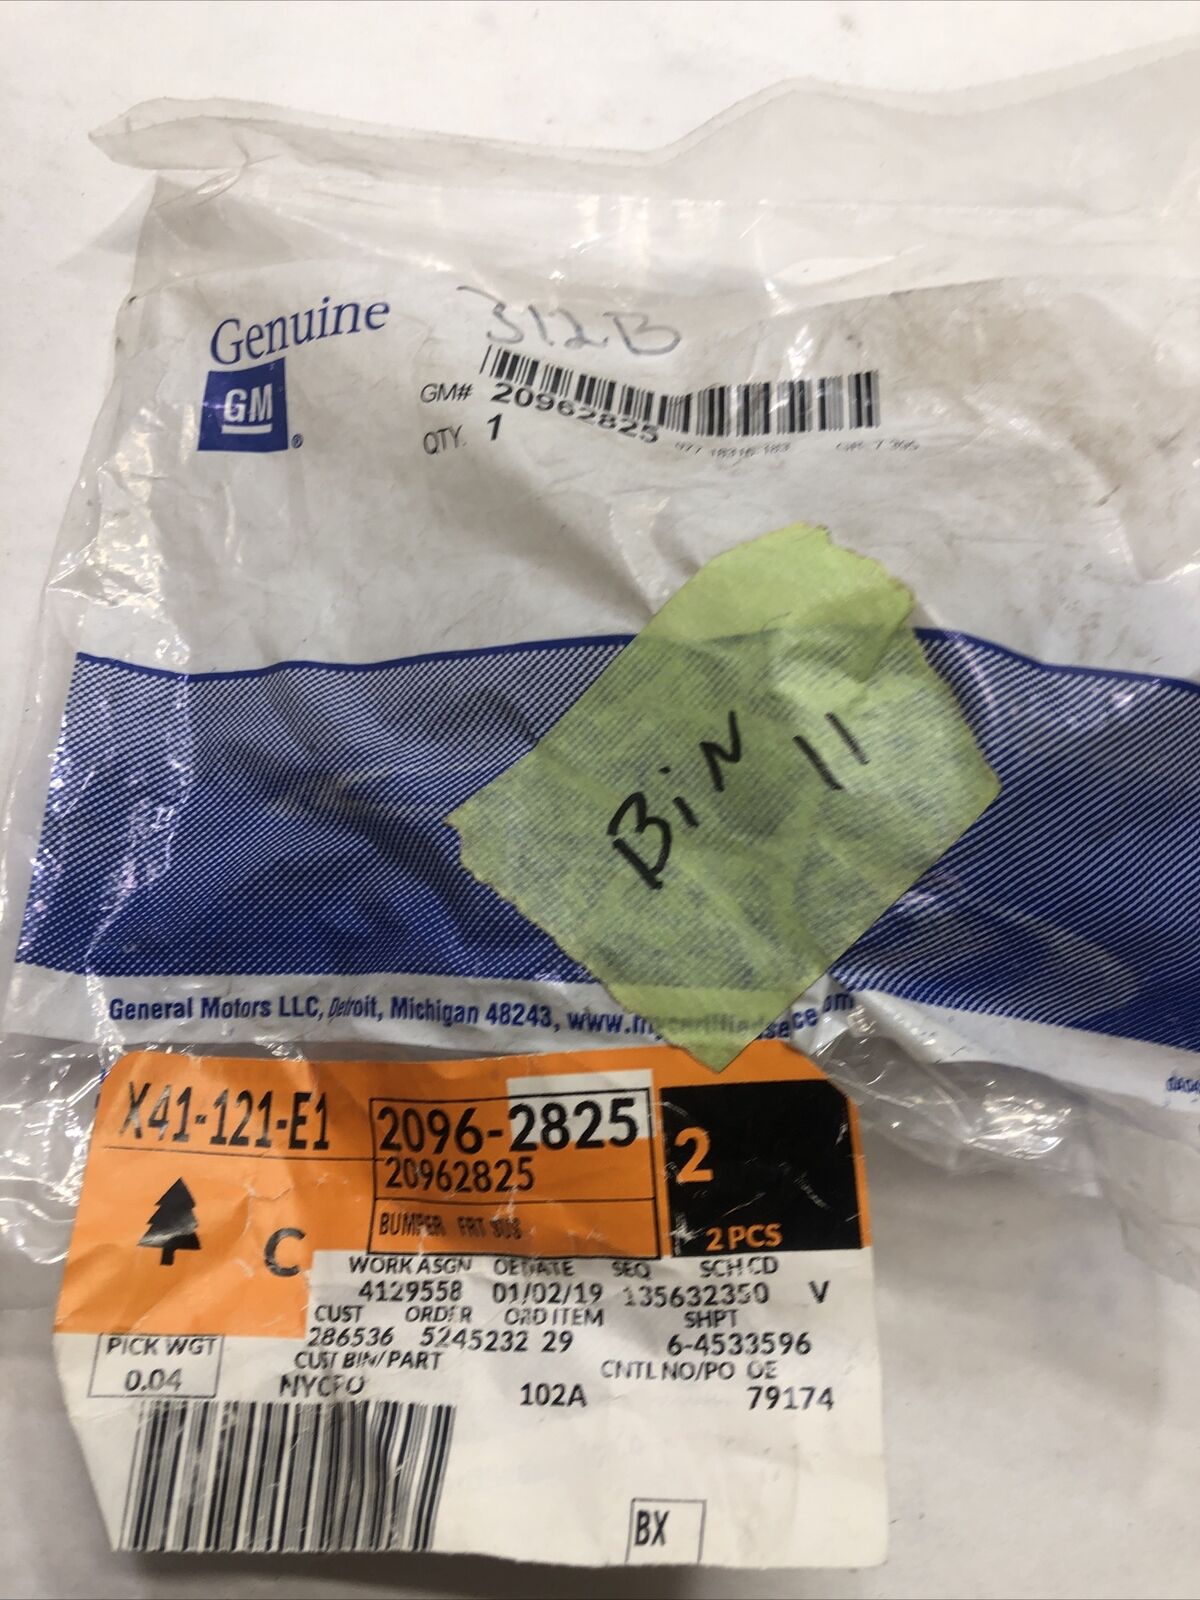 Genuine
GM
®
312B
GM# 20962825
QTY. 1
BiN 11
General Motors LLC, Detroit, Michigan 48243,
X41-121-E1
2096-2825
20962825
BUMPER FRT SUS
2
2 PCS
C
WORK ASGN OEDATE SEQ SCH CD
4129558 01/02/19 135632350 V
CUST ORDER ORD ITEM SHPT
286536 5245232 29 6-4533596
PICK WGT
0.04
CUST BIN/PART CNTL NO/PO OE
102A 79174
BX